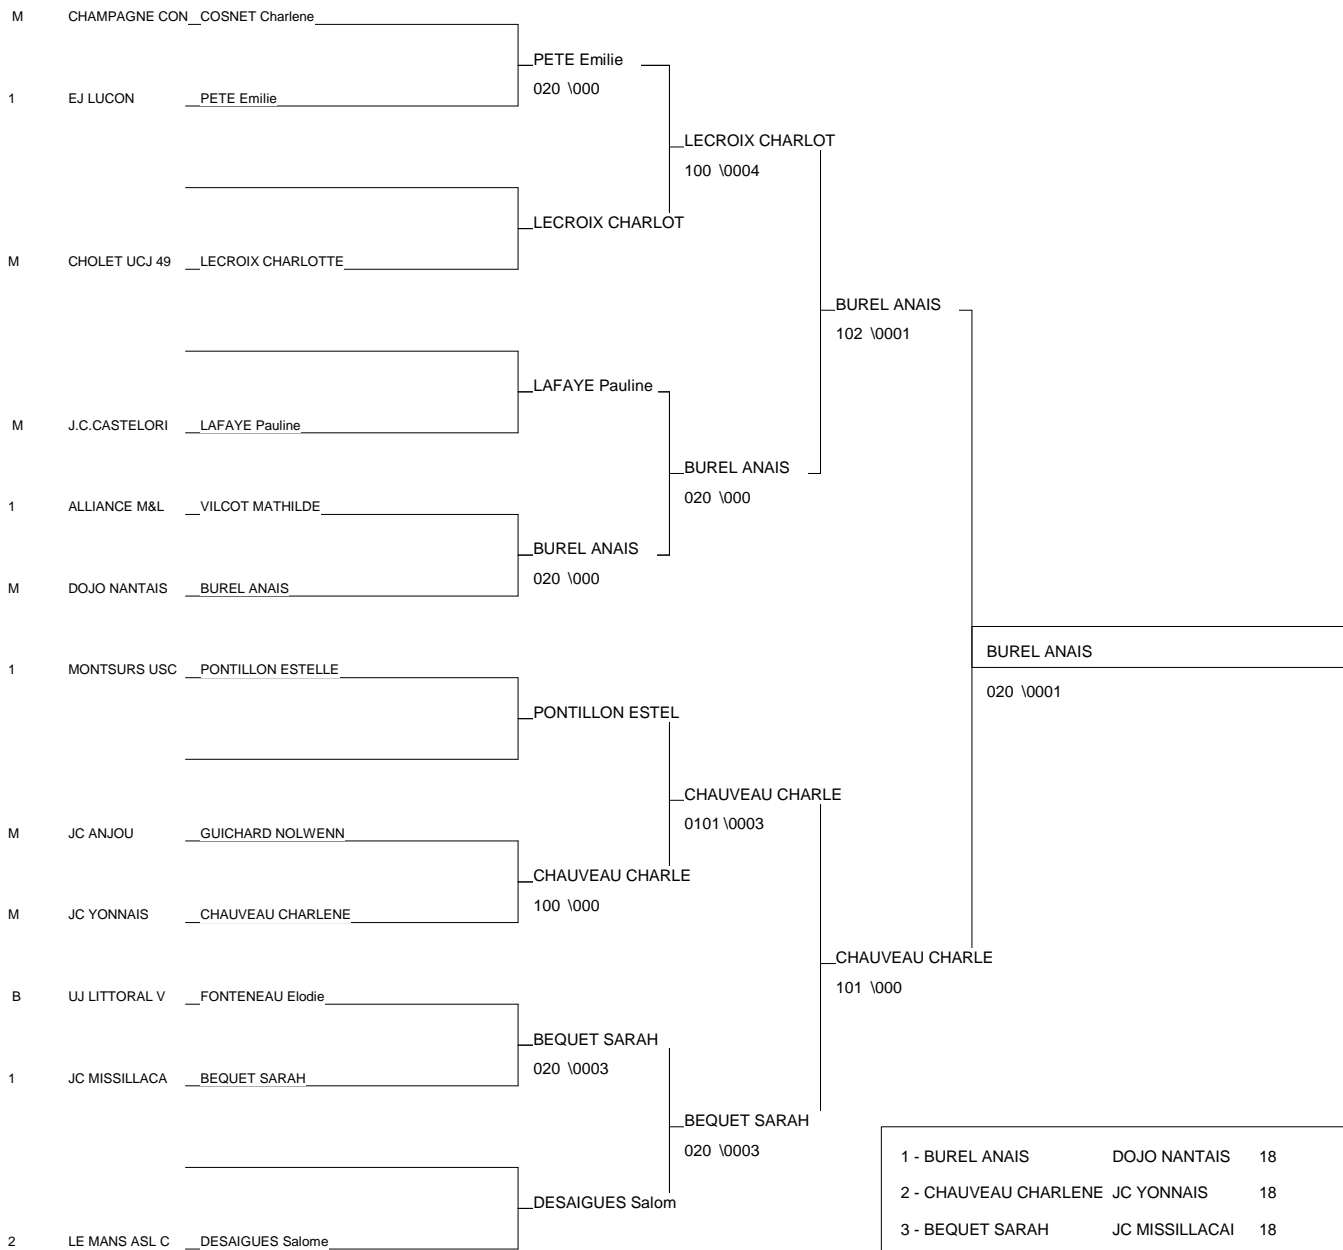 M CHAMPAGNE CON COSNET Charlene
PETE Emilie
020 \000
1 EJ LUCON PETE Emilie
LECROIX CHARLOT
100 \0004
LECROIX CHARLOT
M CHOLET UCJ 49 LECROIX CHARLOTTE
BUREL ANAIS
102 \0001
LAFAYE Pauline
M J.C.CASTELORI LAFAYE Pauline
BUREL ANAIS
020 \000
1 ALLIANCE M&L VILCOT MATHILDE
BUREL ANAIS
020 \000
M DOJO NANTAIS BUREL ANAIS
BUREL ANAIS
020 \0001
1 MONTSURS USC PONTILLON ESTELLE
PONTILLON ESTEL
CHAUVEAU CHARLE
0101 \0003
M JC ANJOU GUICHARD NOLWENN
CHAUVEAU CHARLE
100 \000
M JC YONNAIS CHAUVEAU CHARLENE
CHAUVEAU CHARLE
101 \000
B UJ LITTORAL V FONTENEAU Elodie
BEQUET SARAH
020 \0003
1 JC MISSILLACA BEQUET SARAH
BEQUET SARAH
020 \0003
DESAIGUES Salom
2 LE MANS ASL C DESAIGUES Salome
1 - BUREL ANAIS DOJO NANTAIS 18
2 - CHAUVEAU CHARLENE JC YONNAIS 18
3 - BEQUET SARAH JC MISSILLACAI 18